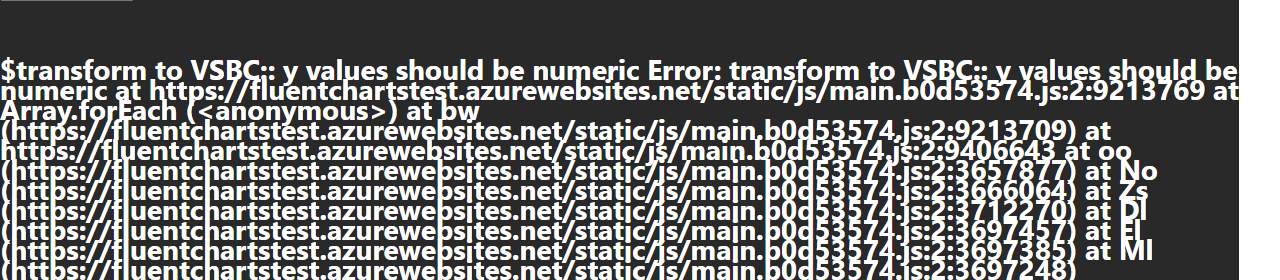 $transform to VSBC:: y values should be numeric Error: transform to VSBC:: y values should be
numeric at https://fluentchartstest.azurewebsites.net/static/js/main.b0d53574.js:2:9213769 at
Array.forEach (<anonymous>) at bw
(https://fluentchartstest.azurewebsites.net/static/js/main.b0d53574.js:2:9213709) at
https://fluentchartstest.azurewebsites.net/static/js/main.b0d53574.js:2:9406643 at oo
(https://fluentchartstest.azurewebsites.net/static/js/main.b0d53574.js:2:3657877) at No
(https://fluentchartstest.azurewebsites.net/static/js/main.b0d53574.js:2:3666064) at Zs
(https://fluentchartstest.azurewebsites.net/static/js/main.b0d53574.js:2:3712270) at Dl
(https://fluentchartstest.azurewebsites.net/static/js/main.b0d53574.js:2:3697457) at El
(https://fluentchartstest.azurewebsites.net/static/js/main.b0d53574.js:2:3697385) at Ml
(https://fluentchartstest.azurewebsites.net/static/js/main.b0d53574.js:2:3697248)